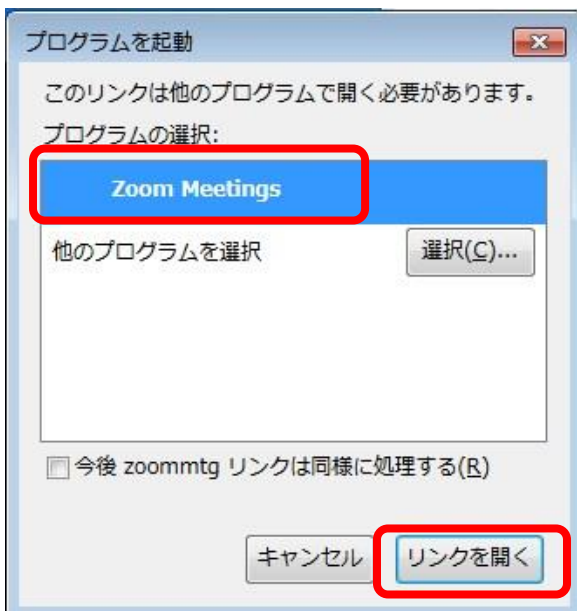 プログラムを起動
このリンクは他のプログラムで開く必要があります。
プログラムの選択:
Zoom Meetings
他のプログラムを選択
選択(C)...
今後 zoommtg リンクは同様に処理する(R)
キャンセル
リンクを開く